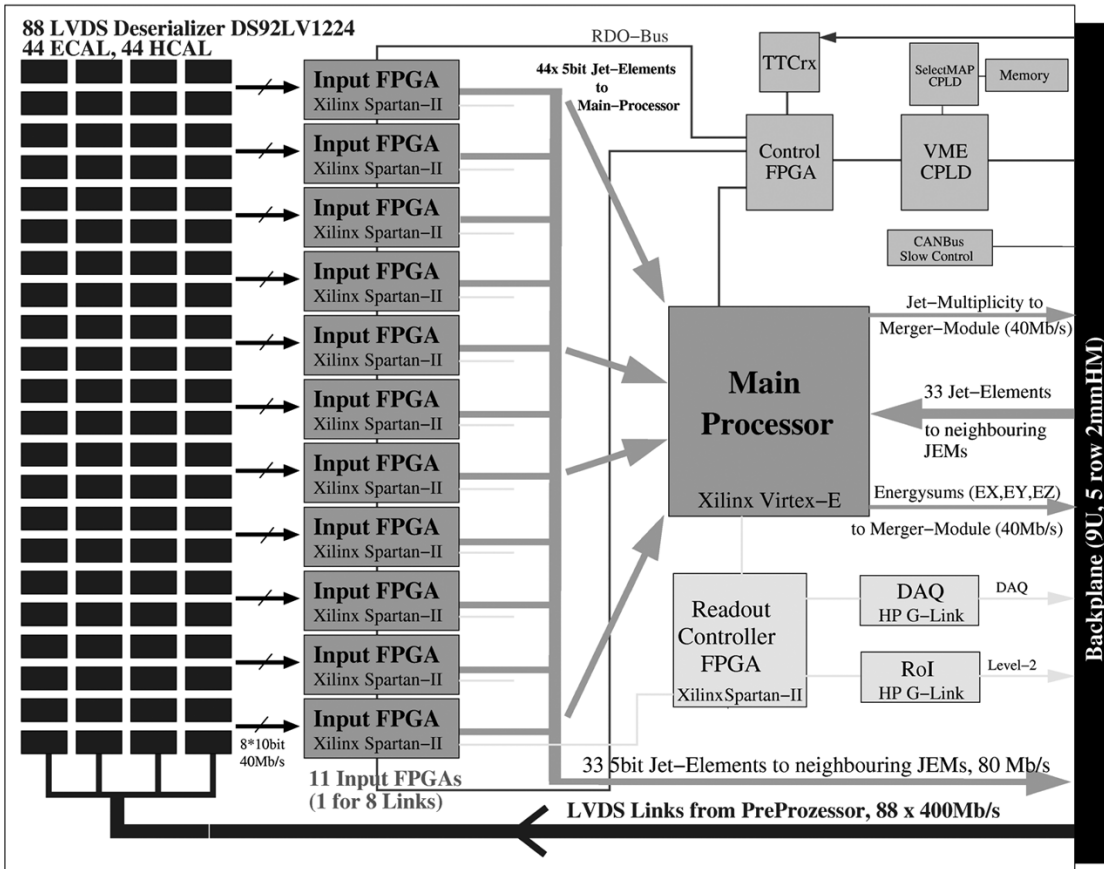 88 LVDS Deserializer DS92LV1224
44 ECAL, 44 HCAL
Input FPGA
Xilinx Spartan-II
Input FPGA
Xilinx Spartan-II
Input FPGA
Xilinx Spartan-II
Input FPGA
Xilinx Spartan-II
Input FPGA
Xilinx Spartan-II
Input FPGA
Xilinx Spartan-II
Input FPGA
Xilinx Spartan-II
Input FPGA
Xilinx Spartan-II
Input FPGA
Xilinx Spartan-II
Input FPGA
Xilinx Spartan-II
Input FPGA
Xilinx Spartan-II
8*10bit
40Mb/s
11 Input FPGAs
(1 for 8 Links)
RDO-Bus
44x 5bit Jet-Elements
to
Main-Processor
TTCrx
SelectMAP
CPLD
Memory
Control
FPGA
VME
CPLD
CANBus
Slow Control
Jet-Multiplicity to
Merger-Module (40Mb/s)
Main
Processor
Xilinx Virtex-E
33 Jet-Elements
to neighbouring
JEMs
Energysums (EX,EY,EZ)
to Merger-Module (40Mb/s)
Readout
Controller
FPGA
XilinxSpartan-II
DAQ
HP G-Link
DAQ
RoI
HP G-Link
Level-2
33 5bit Jet-Elements to neighbouring JEMs, 80 Mb/s
LVDS Links from PreProzessor, 88 x 400Mb/s
Backplane (9U, 5 row 2mmHM)